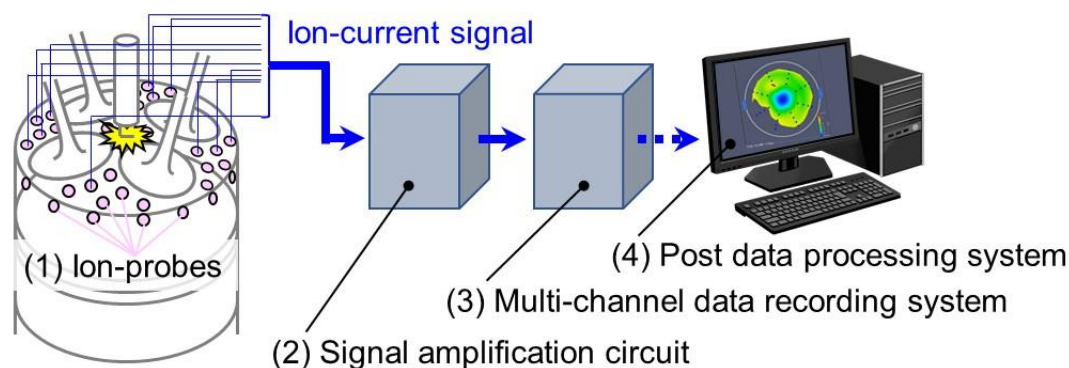 Ion-current signal
(1) Ion-probes
(4) Post data processing system
(3) Multi-channel data recording system
(2) Signal amplification circuit